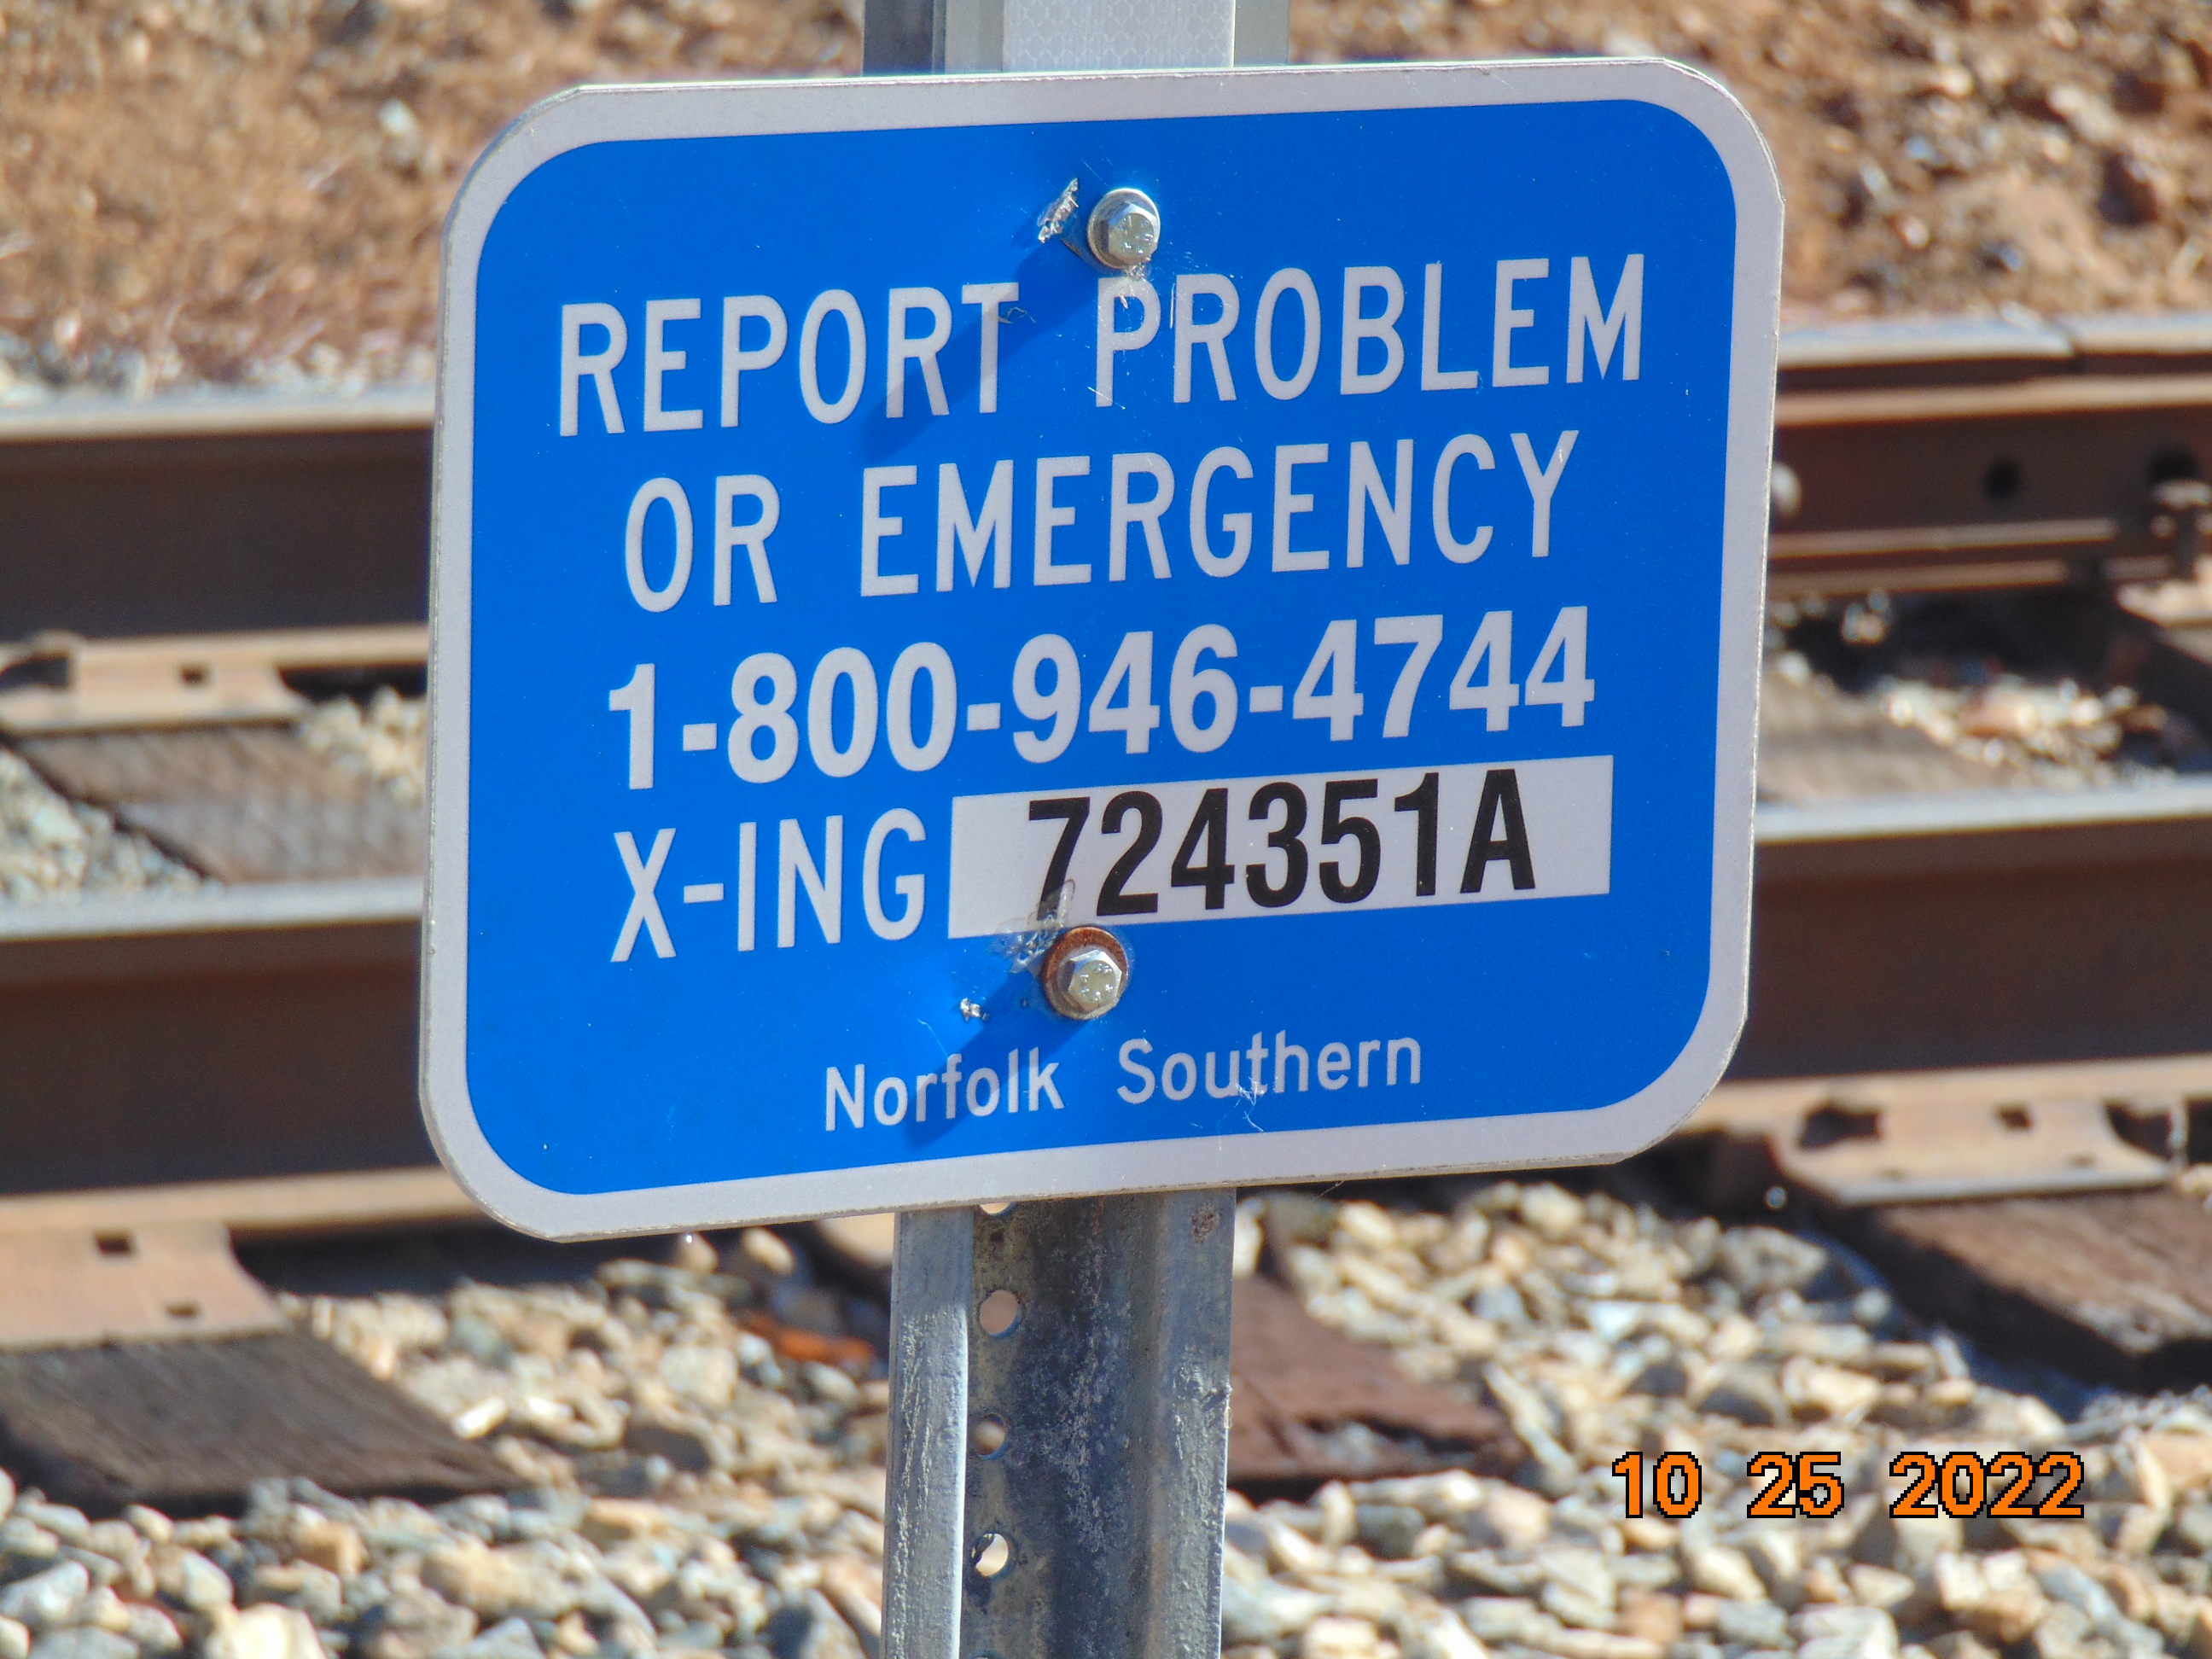 REPORT PROBLEM
OR EMERGENCY
1-800-946-4744
X-ING 724351A
Norfolk Southern
10 25 2022